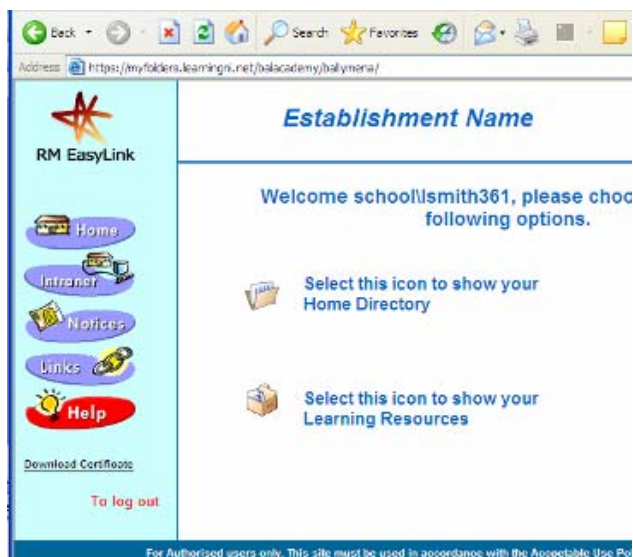 Back
Search
Favorites
Address https://myfolders.learningni.net/balacademy/ballymena/
RM EasyLink
Home
Intranet
Notices
Links
Help
Download Certificate
To log out
Establishment Name
Welcome school\lsmith361, please choo
following options.
Select this icon to show your
Home Directory
Select this icon to show your
Learning Resources
For Authorised users only. This site must be used in accordance with the Acceptable Use Po